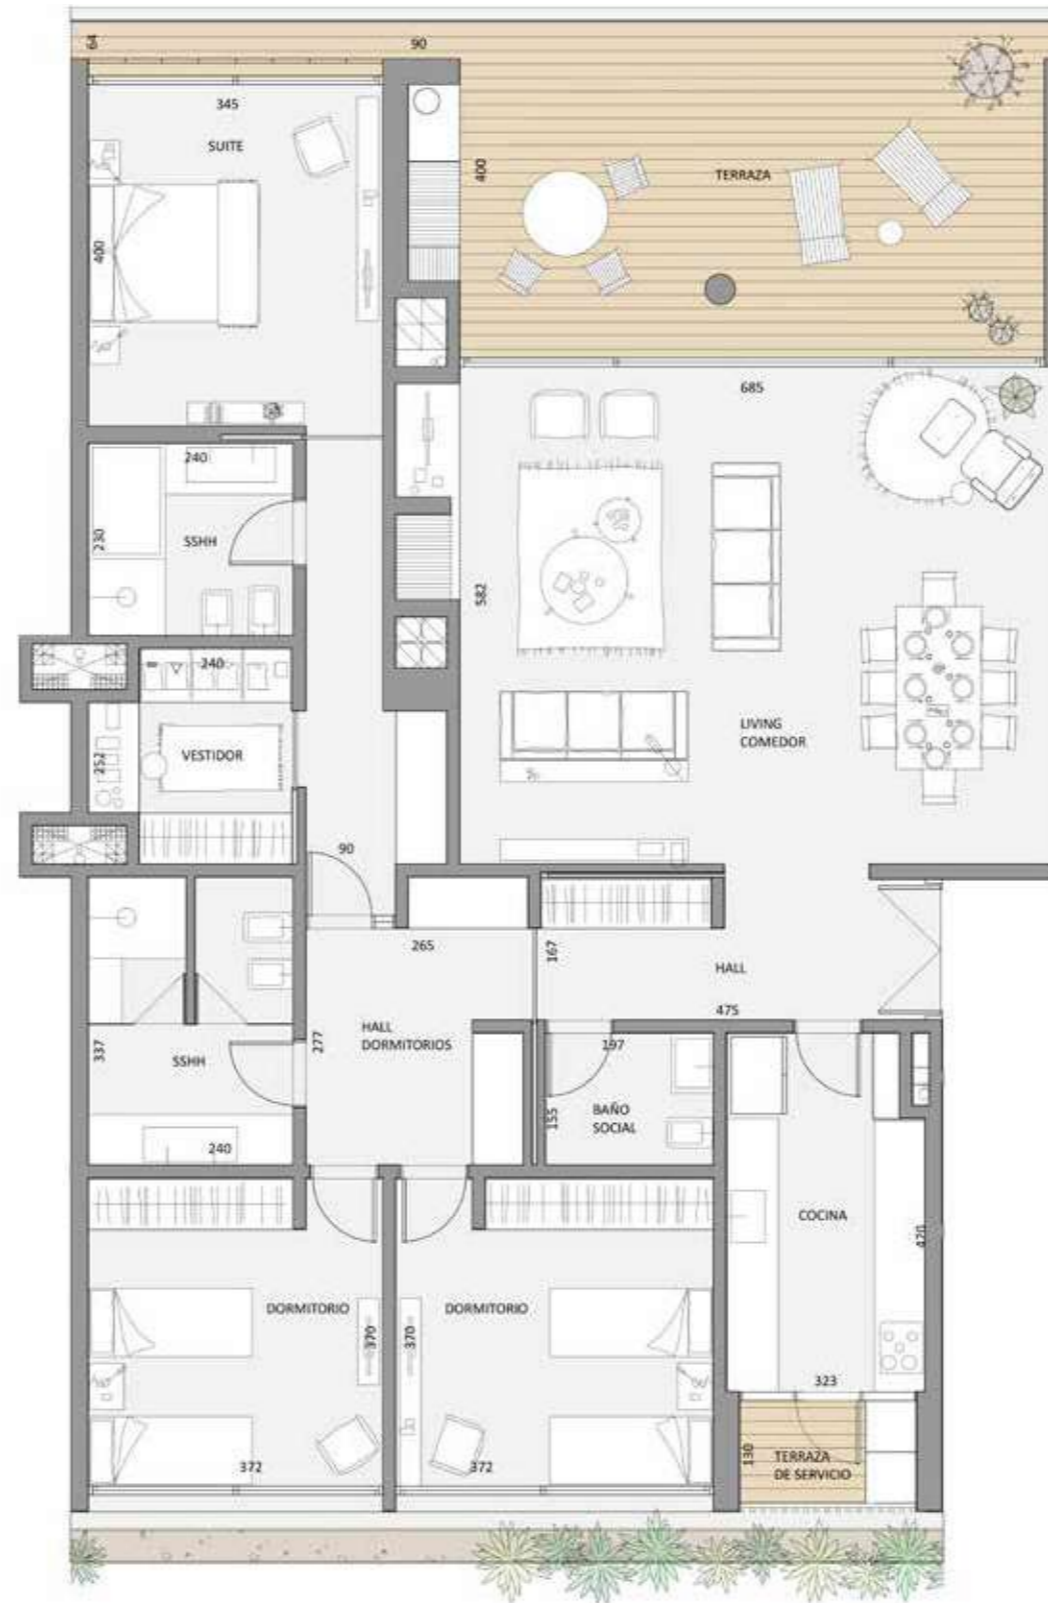 64
90
345
SUITE
400
400
TERRAZA
685
240
230
SSHH
582
240
252
VESTIDOR
LIVING
COMEDOR
90
265
167
HALL
475
277
HALL
DORMITORIOS
337
SSHH
240
197
155
BAÑO
SOCIAL
COCINA
420
DORMITORIO
370
372
DORMITORIO
370
372
323
130
TERRAZA
DE SERVICIO